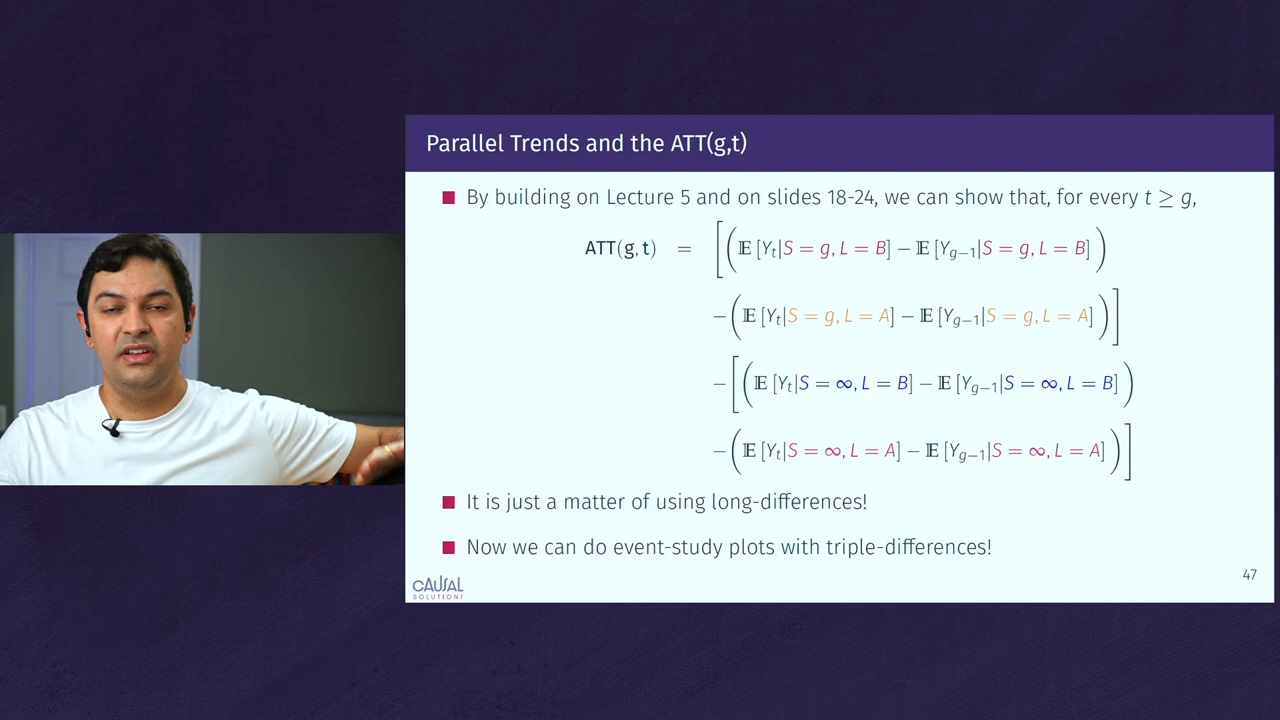 Parallel Trends and the ATT(g,t)
By building on Lecture 5 and on slides 18-24, we can show that, for every t ≥ g,
ATT(g, t) = [(𝔼 [Y_t|S = g, L = B] − 𝔼 [Y_{g−1}|S = g, L = B])
−(𝔼 [Y_t|S = g, L = A] − 𝔼 [Y_{g−1}|S = g, L = A])]
−[(𝔼 [Y_t|S = ∞, L = B] − 𝔼 [Y_{g−1}|S = ∞, L = B])
−(𝔼 [Y_t|S = ∞, L = A] − 𝔼 [Y_{g−1}|S = ∞, L = A])]
It is just a matter of using long-differences!
Now we can do event-study plots with triple-differences!
47
CAUSAL
SOLUTIONS